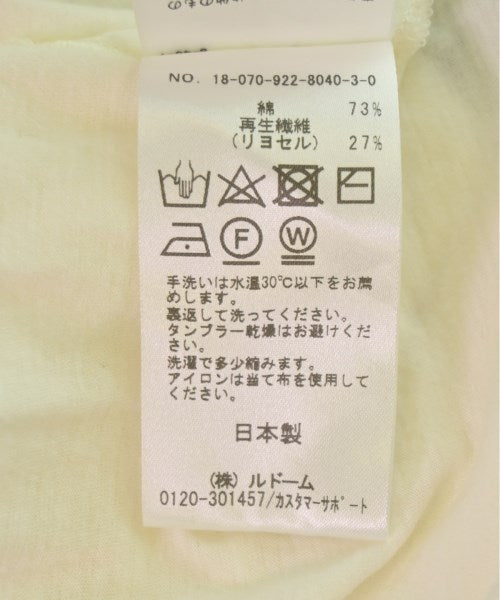 NO. 18-070-922-8040-3-0
綿 73%
再生繊維
(リヨセル) 27%
F W
手洗いは水温30℃以下をお薦
めします。
裏返して洗ってください。
タンブラー乾燥はお避けくだ
さい。
洗濯で多少縮みます。
アイロンは当て布を使用して
ください。
日本製
(株) ルドーム
0120-301457/カスタマーサポート